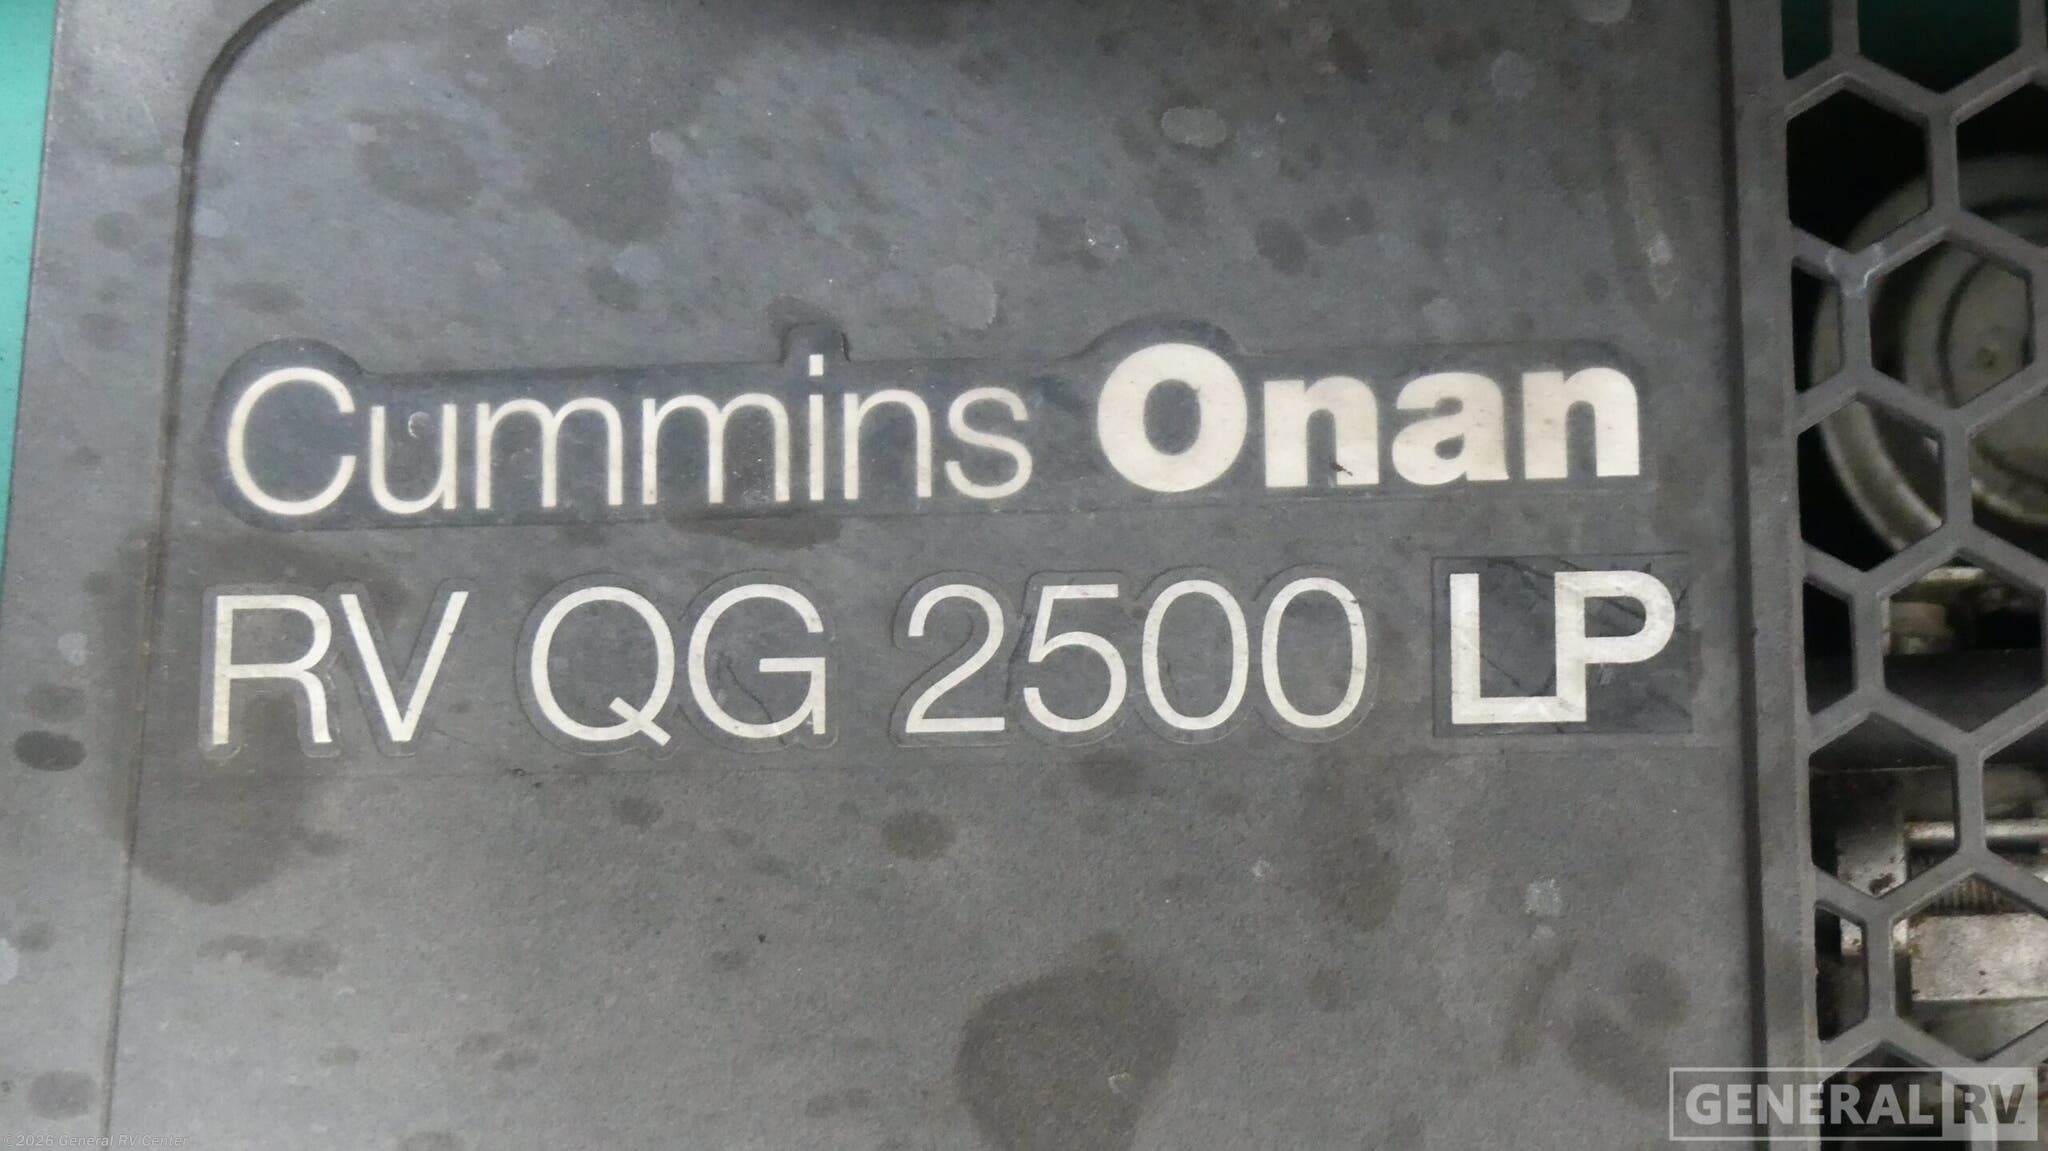 Cummins Onan
RV QG 2500 LP
GENERAL RV
©2026 General RV Center